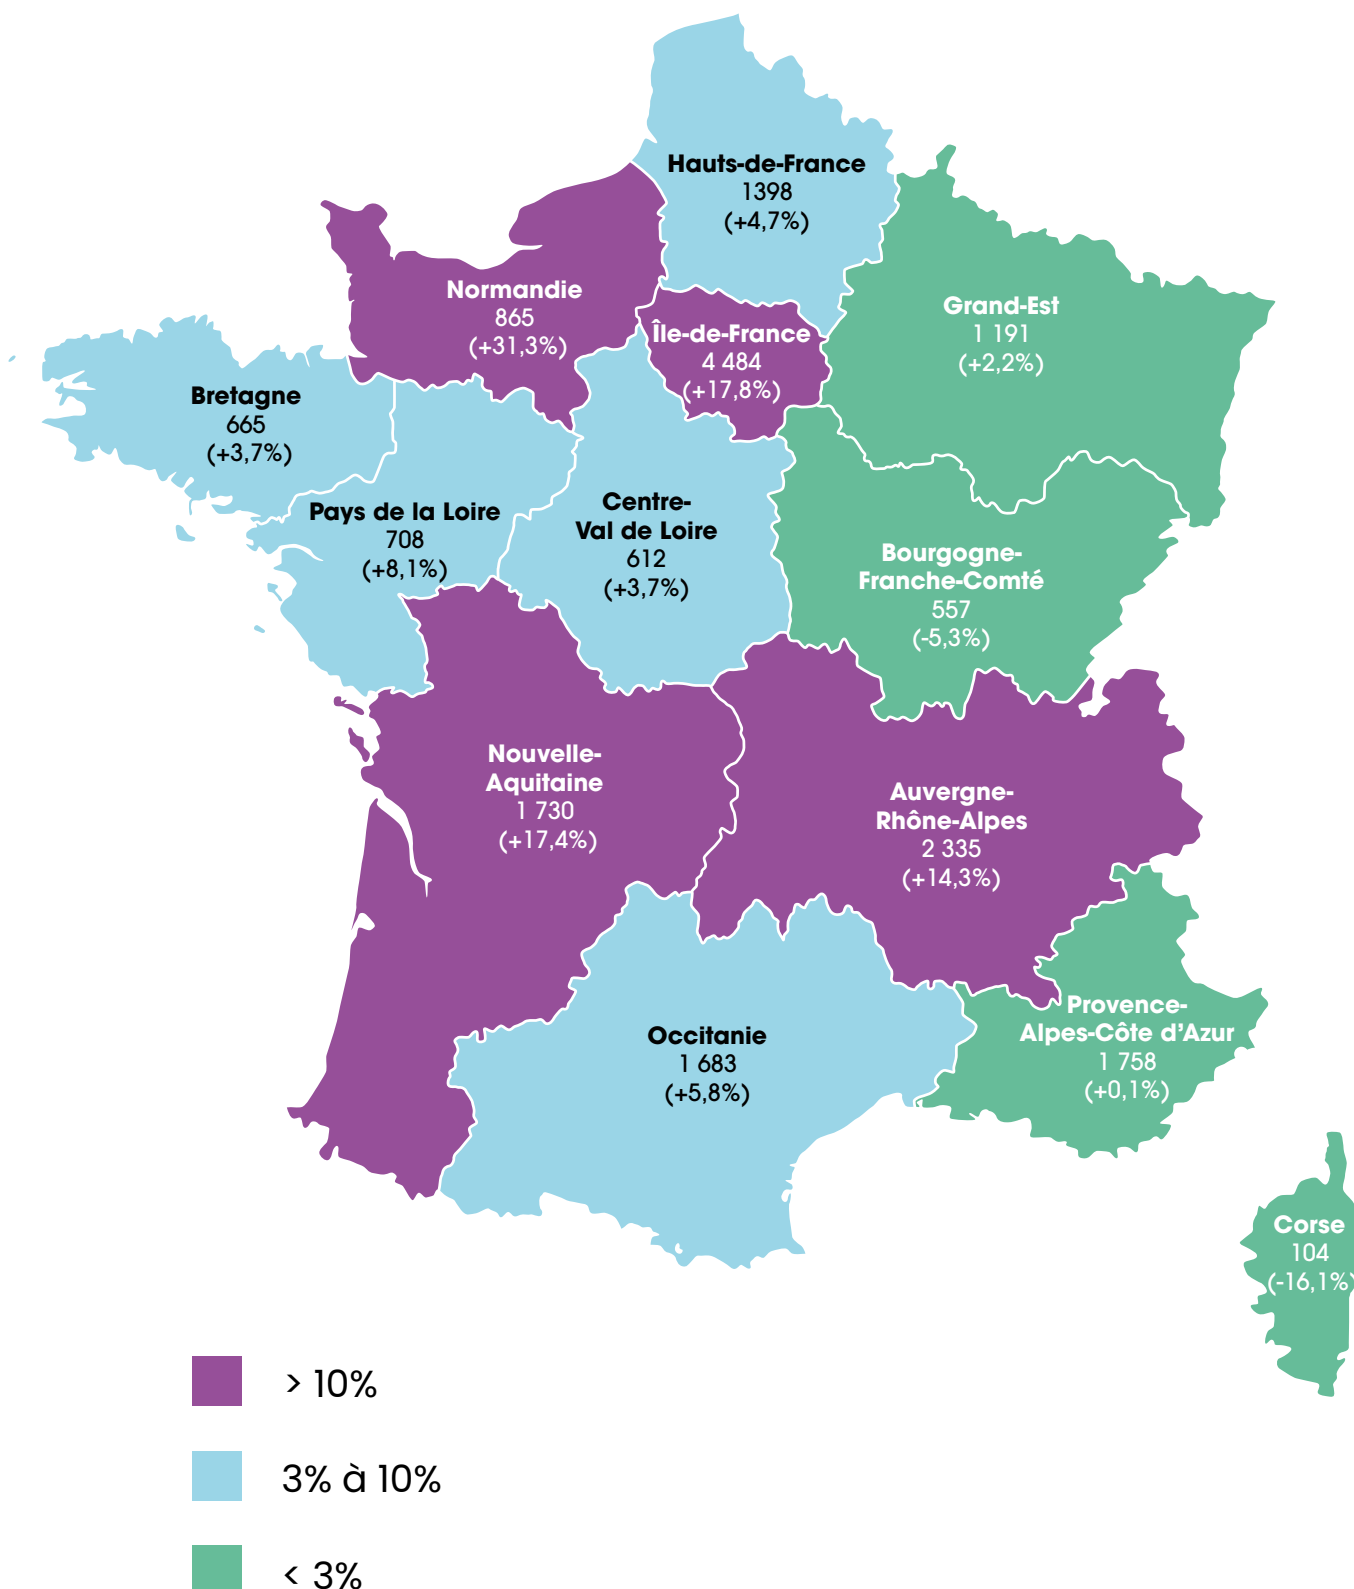 Hauts-de-France
1398
(+4,7%)
Normandie
865
(+31,3%)
Île-de-France
4 484
(+17,8%)
Grand-Est
1 191
(+2,2%)
Bretagne
665
(+3,7%)
Pays de la Loire
708
(+8,1%)
Centre-
Val de Loire
612
(+3,7%)
Bourgogne-
Franche-Comté
557
(-5,3%)
Nouvelle-
Aquitaine
1 730
(+17,4%)
Auvergne-
Rhône-Alpes
2 335
(+14,3%)
Occitanie
1 683
(+5,8%)
Provence-
Alpes-Côte d'Azur
1 758
(+0,1%)
Corse
104
(-16,1%)
> 10%
3% à 10%
< 3%